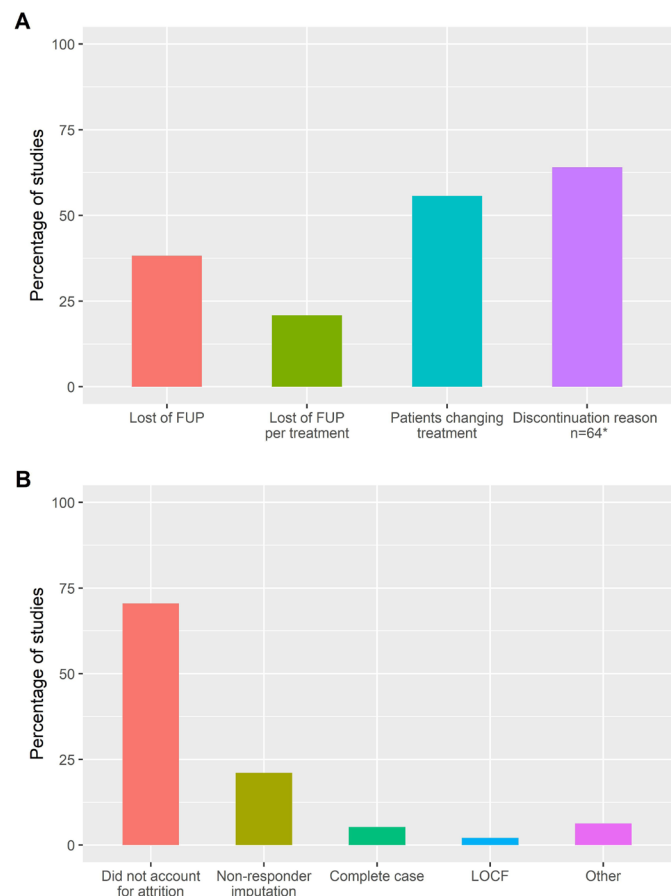 A
100
75
50
25
0
Percentage of studies
Lost of FUP
Lost of FUP
per treatment
Patients changing
treatment
Discontinuation reason
n=64*
B
100
75
50
25
0
Percentage of studies
Did not account
for attrition
Non-responder
imputation
Complete case
LOCF
Other